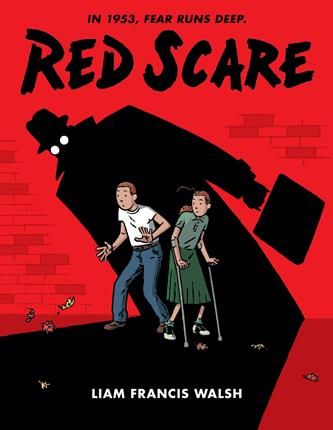 IN 1953, FEAR RUNS DEEP.
RED SCARE
LIAM FRANCIS WALSH